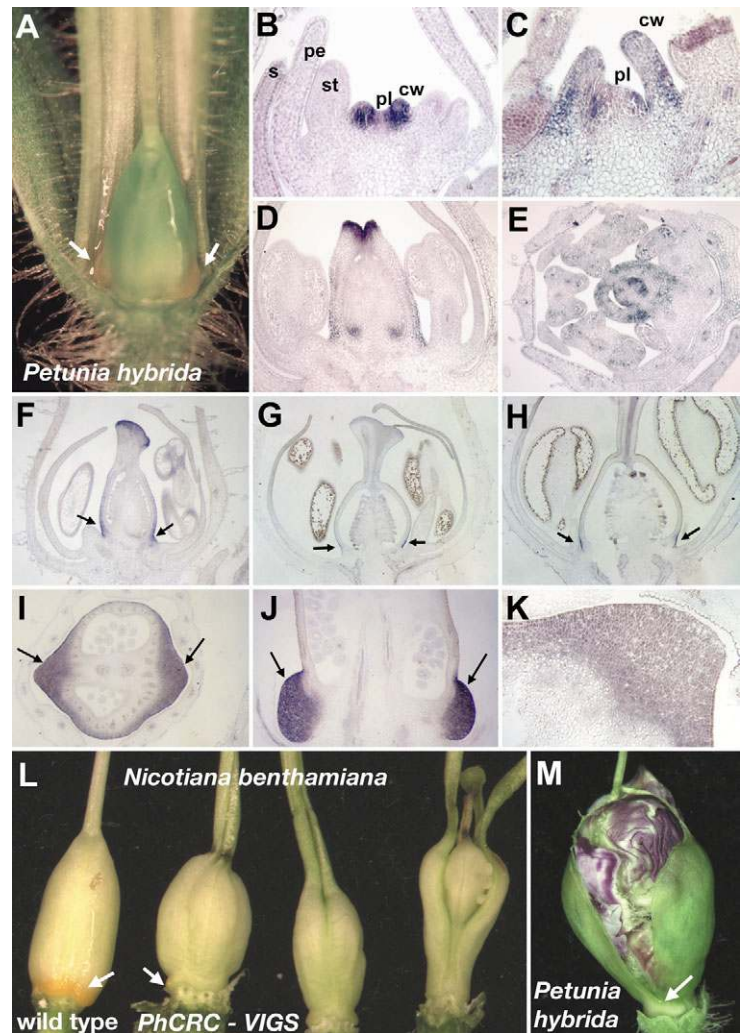 A
Petunia hybrida
B
s
pe
st
pl
cw
C
cw
pl
D
E
F
G
H
I
J
K
L
Nicotiana benthamiana
wild type
PhCRC - VIGS
M
Petunia
hybrida